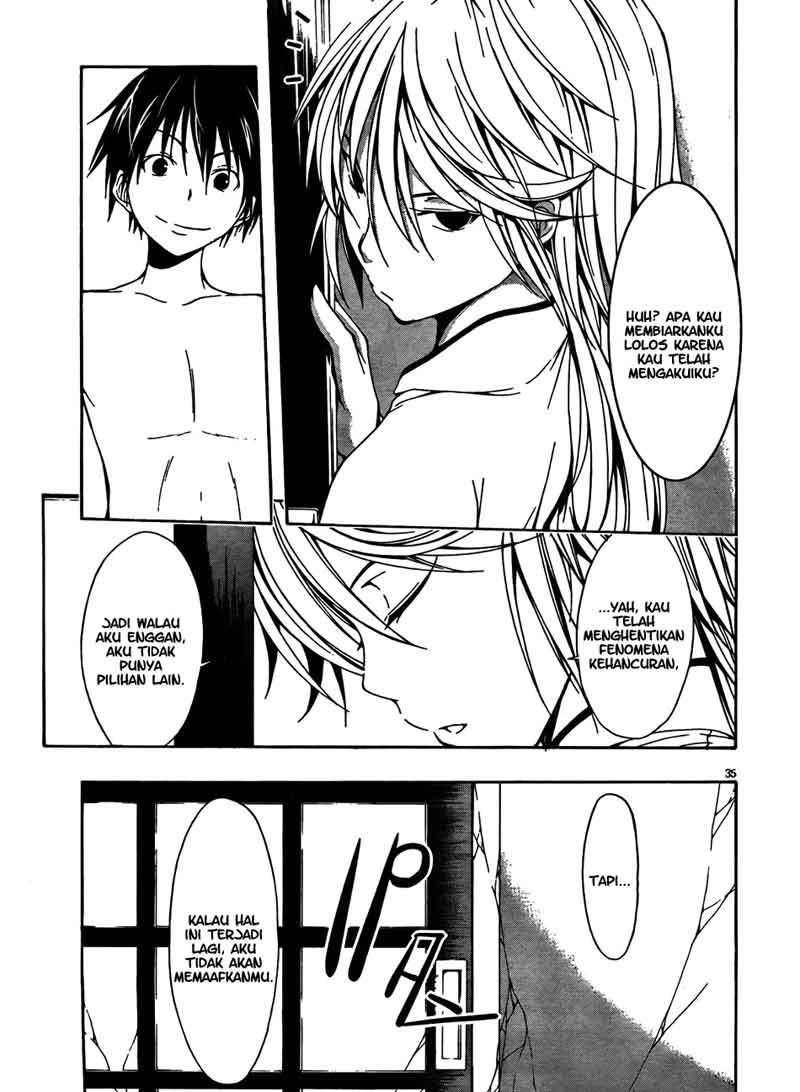 HUH? APA KAU
MEMBIARKANKU
LOLOS KARENA
KAU TELAH
MENGAKUIKU?
...YAH, KAU
TELAH
MENGHENTIKAN
FENOMENA
KEHANCURAN,
JADI WALAU
AKU ENGGAN,
AKU TIDAK
PUNYA
PILIHAN LAIN.
35
TAPI...
KALAU HAL
INI TERJADI
LAGI, AKU
TIDAK AKAN
MEMAAFKANMU.